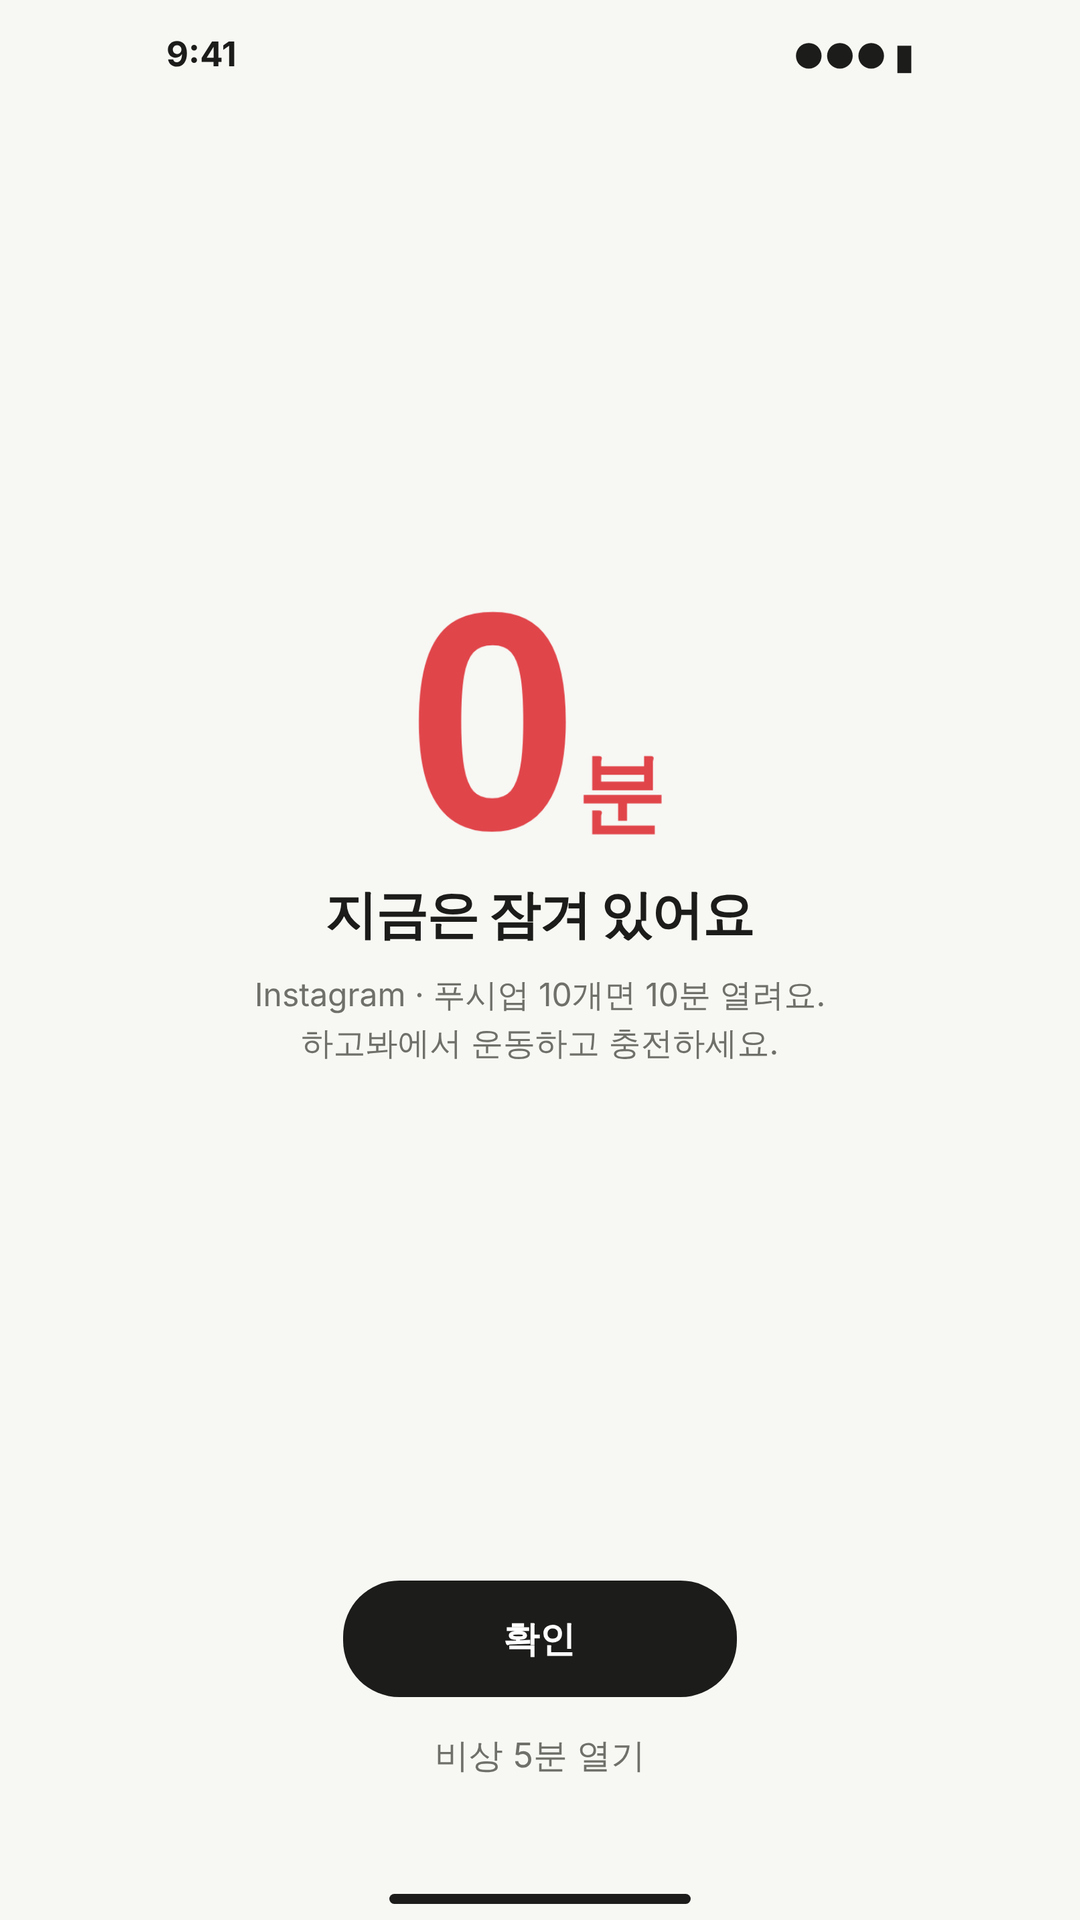 9:41
0분
지금은 잠겨 있어요
Instagram · 푸시업 10개면 10분 열려요.
하고봐에서 운동하고 충전하세요.
확인
비상 5분 열기